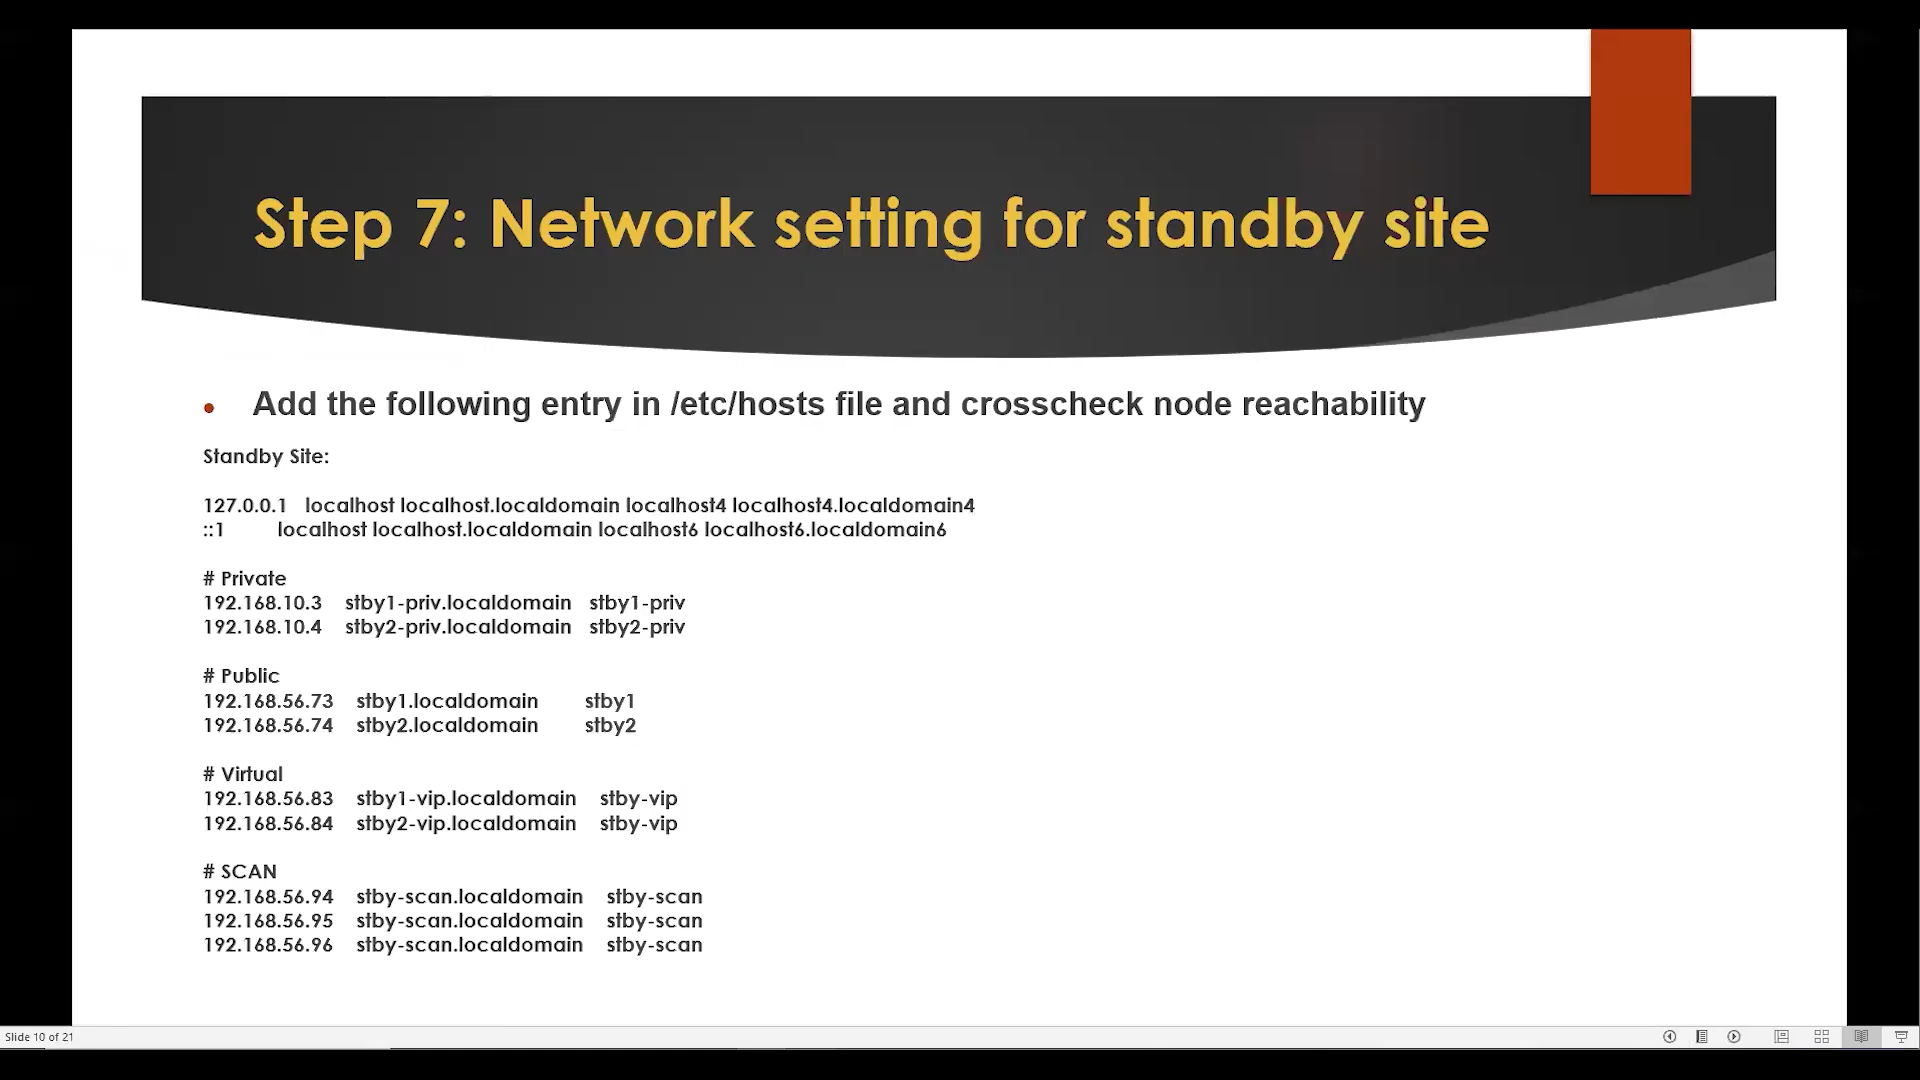 Step 7: Network setting for standby site
• Add the following entry in /etc/hosts file and crosscheck node reachability
Standby Site:
127.0.0.1 localhost localhost.localdomain localhost4 localhost4.localdomain4
::1 localhost localhost.localdomain localhost6 localhost6.localdomain6
# Private
192.168.10.3 stby1-priv.localdomain stby1-priv
192.168.10.4 stby2-priv.localdomain stby2-priv
# Public
192.168.56.73 stby1.localdomain stby1
192.168.56.74 stby2.localdomain stby2
# Virtual
192.168.56.83 stby1-vip.localdomain stby-vip
192.168.56.84 stby2-vip.localdomain stby-vip
# SCAN
192.168.56.94 stby-scan.localdomain stby-scan
192.168.56.95 stby-scan.localdomain stby-scan
192.168.56.96 stby-scan.localdomain stby-scan
Slide 10 of 21